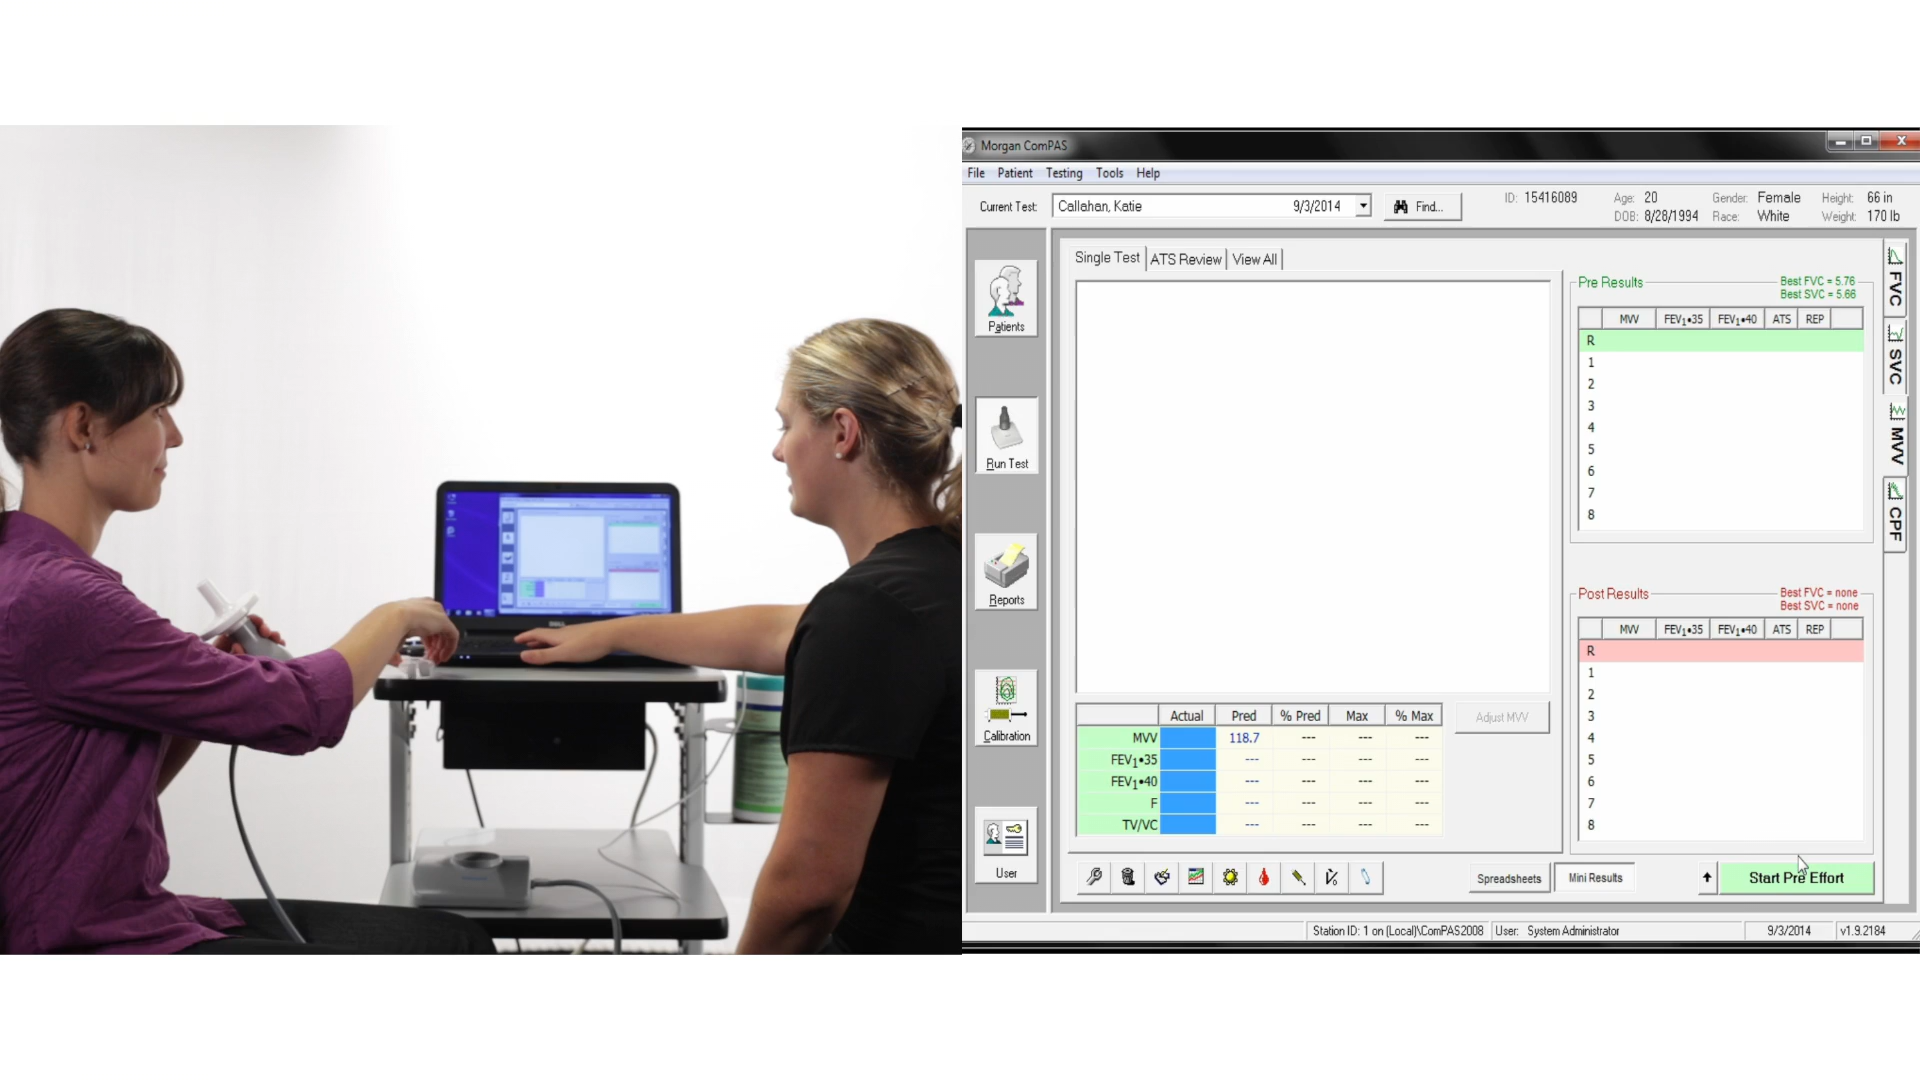 Morgan ComPAS
File Patient Testing Tools Help
Current Test: Callahan, Katie 9/3/2014 Find...
ID: 15416089 Age: 20 Gender: Female Height: 66 in
DOB: 8/28/1994 Race: White Weight: 170 lb
Patients
Run Test
Reports
Calibration
User
Single Test ATS Review View All
Actual Pred % Pred Max % Max
MVV 118.7 --- --- ---
FEV1•35 --- --- --- ---
FEV1•40 --- --- --- ---
F --- --- --- ---
TV/VC --- --- --- ---
Adjust MVV
Pre Results Best FVC = 5.76
Best SVC = 5.66
MVV FEV1•35 FEV1•40 ATS REP
R
1
2
3
4
5
6
7
8
Post Results Best FVC = none
Best SVC = none
MVV FEV1•35 FEV1•40 ATS REP
R
1
2
3
4
5
6
7
8
FVC
SVC
MVV
CPF
Spreadsheets Mini Results Start Pre Effort
Station ID: 1 on (Local)\ComPAS2008 User: System Administrator 9/3/2014 v1.9.2184
DELL